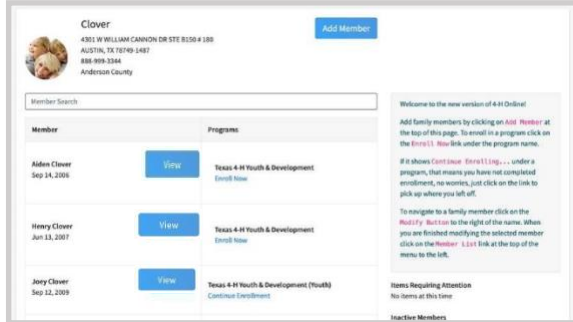 Clover
4301 W WILLIAM CANNON DR STE B150 # 180
AUSTIN, TX 78749-1487
888-999-3344
Anderson County
Add Member
Member Search
Member
Programs
Aiden Clover
Sep 14, 2006
View
Texas 4-H Youth & Development
Enroll Now
Henry Clover
Jun 13, 2007
View
Texas 4-H Youth & Development
Enroll Now
Joey Clover
Sep 12, 2009
View
Texas 4-H Youth & Development (Youth)
Continue Enrollment
Welcome to the new version of 4-H Online!
Add family members by clicking on Add Member at
the top of this page. To enroll in a program click on
the Enroll Now link under the program name.
If it shows Continue Enrolling... under a
program, that means you have not completed
enrollment, no worries, just click on the link to
pick up where you left off.
To navigate to a family member click on the
Modify Button to the right of the name. When
you are finished modifying the selected member
click on the Member List link at the top of the
menu to the left.
Items Requiring Attention
No items at this time
Inactive Members